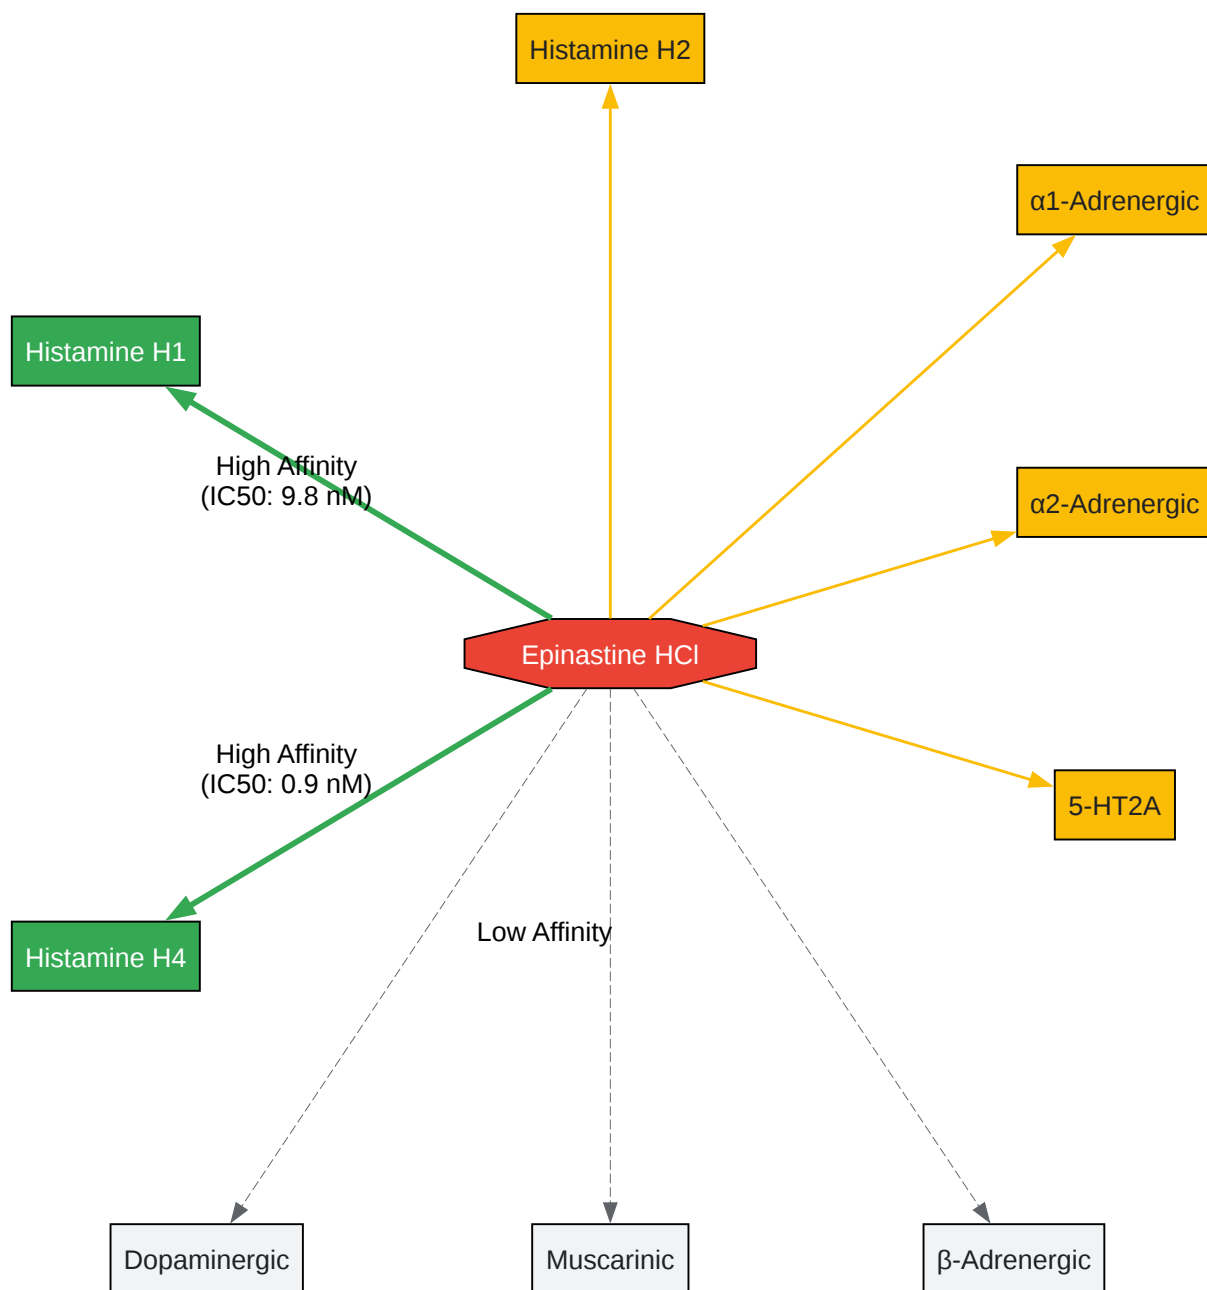 Histamine H2
α1-Adrenergic
Histamine H1
High Affinity
(IC50: 9.8 nM)
α2-Adrenergic
Epinastine HCl
High Affinity
(IC50: 0.9 nM)
5-HT2A
Low Affinity
Histamine H4
Dopaminergic
Muscarinic
β-Adrenergic